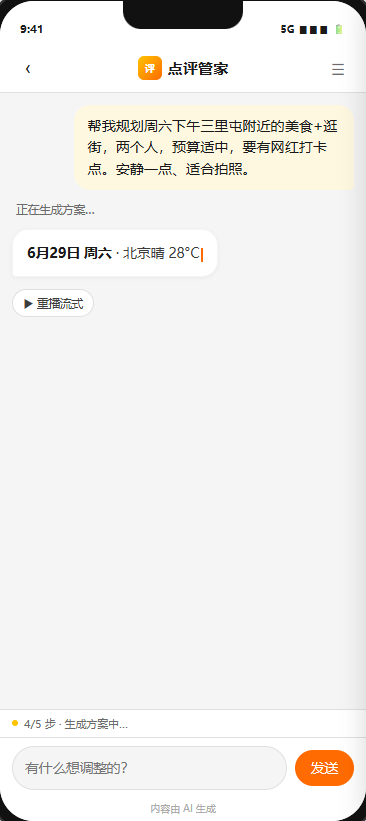 9:41
5G
评 点评管家
帮我规划周六下午三里屯附近的美食+逛
街，两个人，预算适中，要有网红打卡
点。安静一点、适合拍照。
正在生成方案…
6月29日 周六 · 北京晴 28°C
▶ 重播流式
4/5 步 · 生成方案中…
有什么想调整的？
发送
内容由 AI 生成